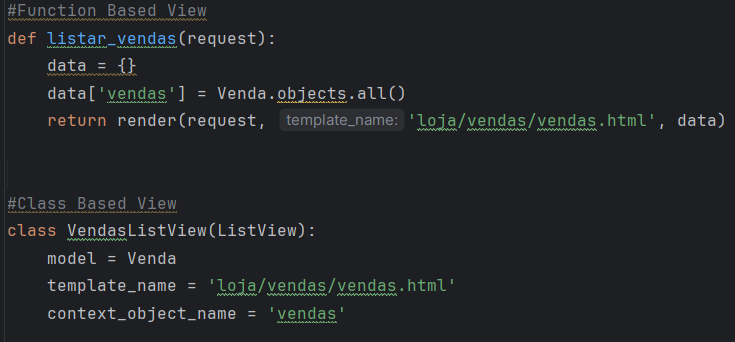 #Function Based View
def listar_vendas(request):
    data = {}
    data['vendas'] = Venda.objects.all()
    return render(request, template_name: 'loja/vendas/vendas.html', data)
#Class Based View
class VendasListView(ListView):
    model = Venda
    template_name = 'loja/vendas/vendas.html'
    context_object_name = 'vendas'